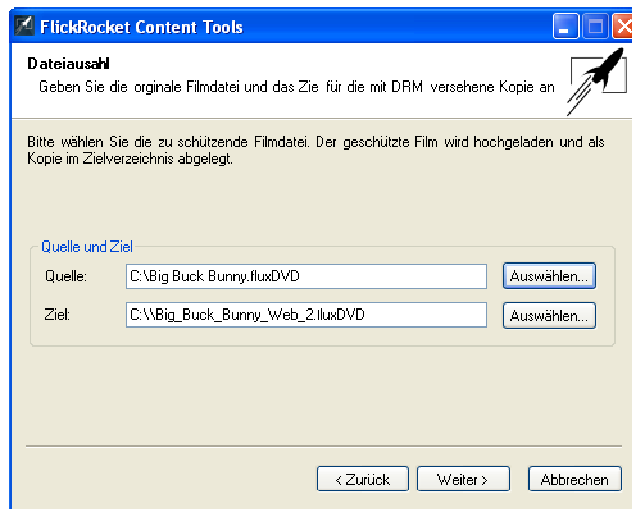 FlickRocket Content Tools
Dateiausahl
Geben Sie die orginale Filmdatei und das Zie für die mit DRM versehene Kopie an
Bitte wählen Sie die zu schützende Filmdatei. Der geschützte Film wird hochgeladen und als
Kopie im Zielverzeichnis abgelegt.
Quelle und Ziel
Quelle: C:\Big Buck Bunny.fluxDVD Auswählen...
Ziel: C:\\Big_Buck_Bunny_Web_2.fluxDVD Auswählen...
< Zurück Weiter > Abbrechen